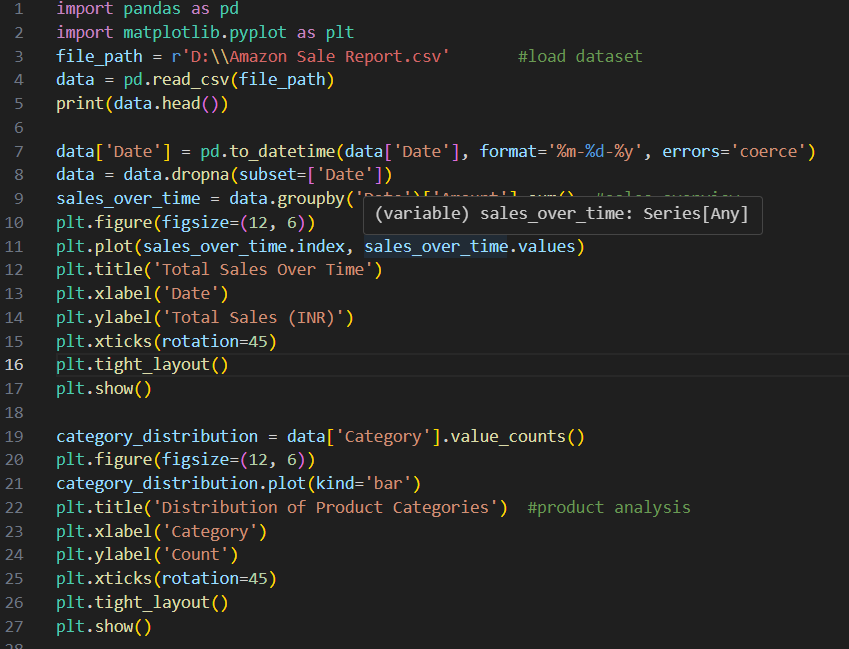 1 import pandas as pd
2 import matplotlib.pyplot as plt
3 file_path = r'D:\\Amazon Sale Report.csv' #load dataset
4 data = pd.read_csv(file_path)
5 print(data.head())
6
7 data['Date'] = pd.to_datetime(data['Date'], format='%m-%d-%y', errors='coerce')
8 data = data.dropna(subset=['Date'])
9 sales_over_time = data.groupby(
(variable) sales_over_time: Series[Any]
10 plt.figure(figsize=(12, 6))
11 plt.plot(sales_over_time.index, sales_over_time.values)
12 plt.title('Total Sales Over Time')
13 plt.xlabel('Date')
14 plt.ylabel('Total Sales (INR)')
15 plt.xticks(rotation=45)
16 plt.tight_layout()
17 plt.show()
18
19 category_distribution = data['Category'].value_counts()
20 plt.figure(figsize=(12, 6))
21 category_distribution.plot(kind='bar')
22 plt.title('Distribution of Product Categories') #product analysis
23 plt.xlabel('Category')
24 plt.ylabel('Count')
25 plt.xticks(rotation=45)
26 plt.tight_layout()
27 plt.show()